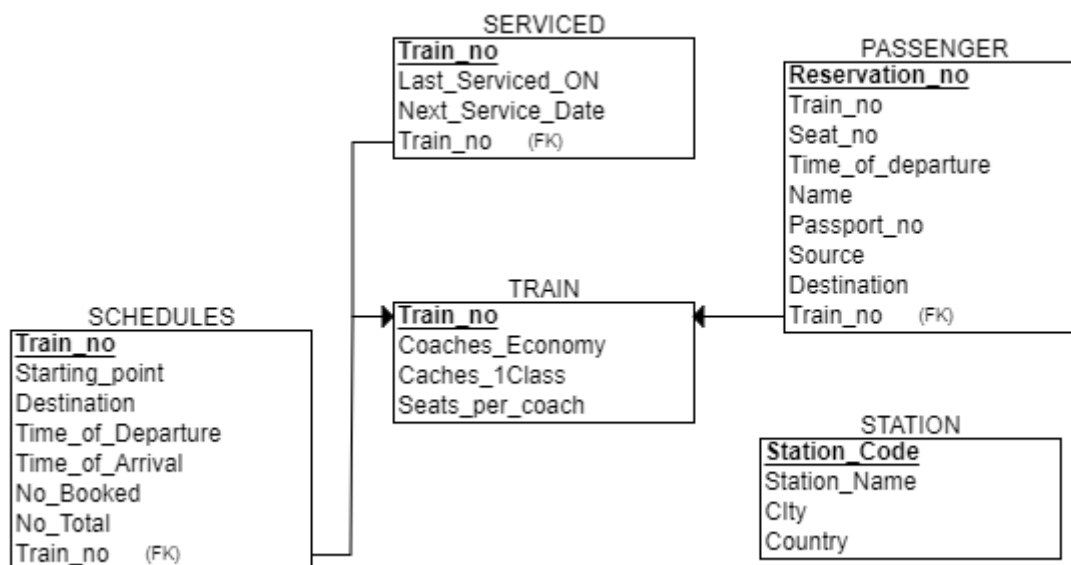 SERVICED
Train_no
Last_Serviced_ON
Next_Service_Date
Train_no (FK)
PASSENGER
Reservation_no
Train_no
Seat_no
Time_of_departure
Name
Passport_no
Source
Destination
Train_no (FK)
TRAIN
Train_no
Coaches_Economy
Caches_1Class
Seats_per_coach
SCHEDULES
Train_no
Starting_point
Destination
Time_of_Departure
Time_of_Arrival
No_Booked
No_Total
Train_no (FK)
STATION
Station_Code
Station_Name
CIty
Country